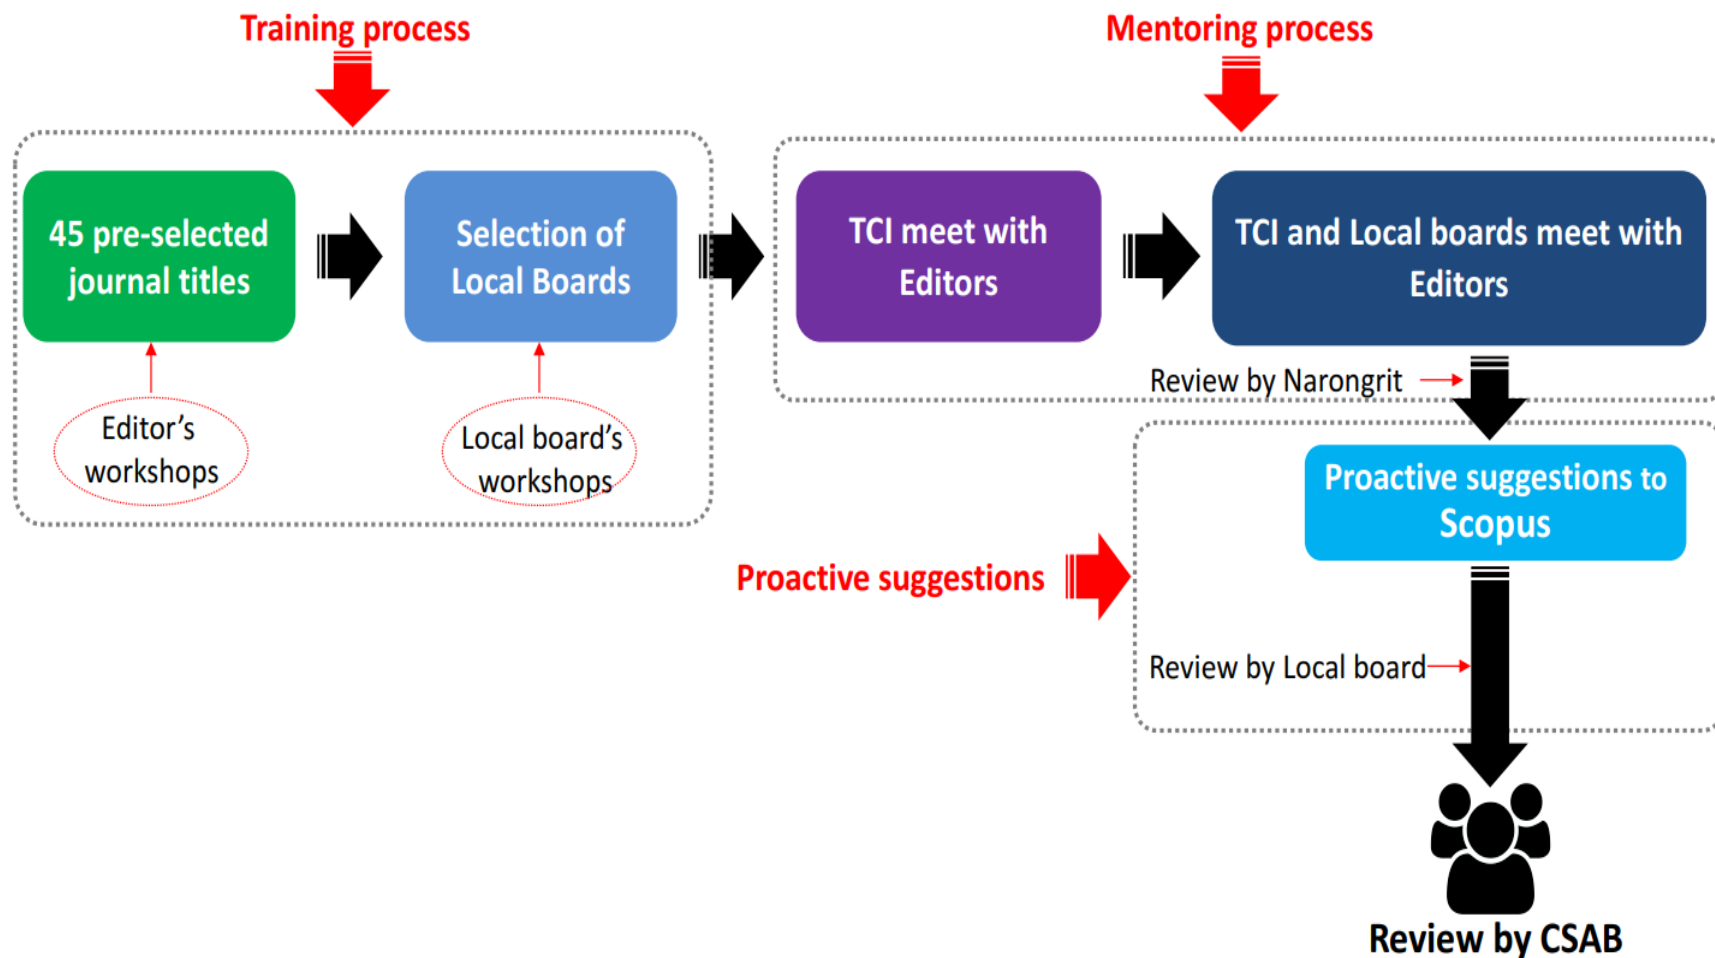 Training process
Mentoring process
45 pre-selected
journal titles
Selection of
Local Boards
TCI meet with
Editors
TCI and Local boards meet with
Editors
Editor’s
workshops
Local board’s
workshops
Review by Narongrit
Proactive suggestions to
Scopus
Proactive suggestions
Review by Local board
Review by CSAB